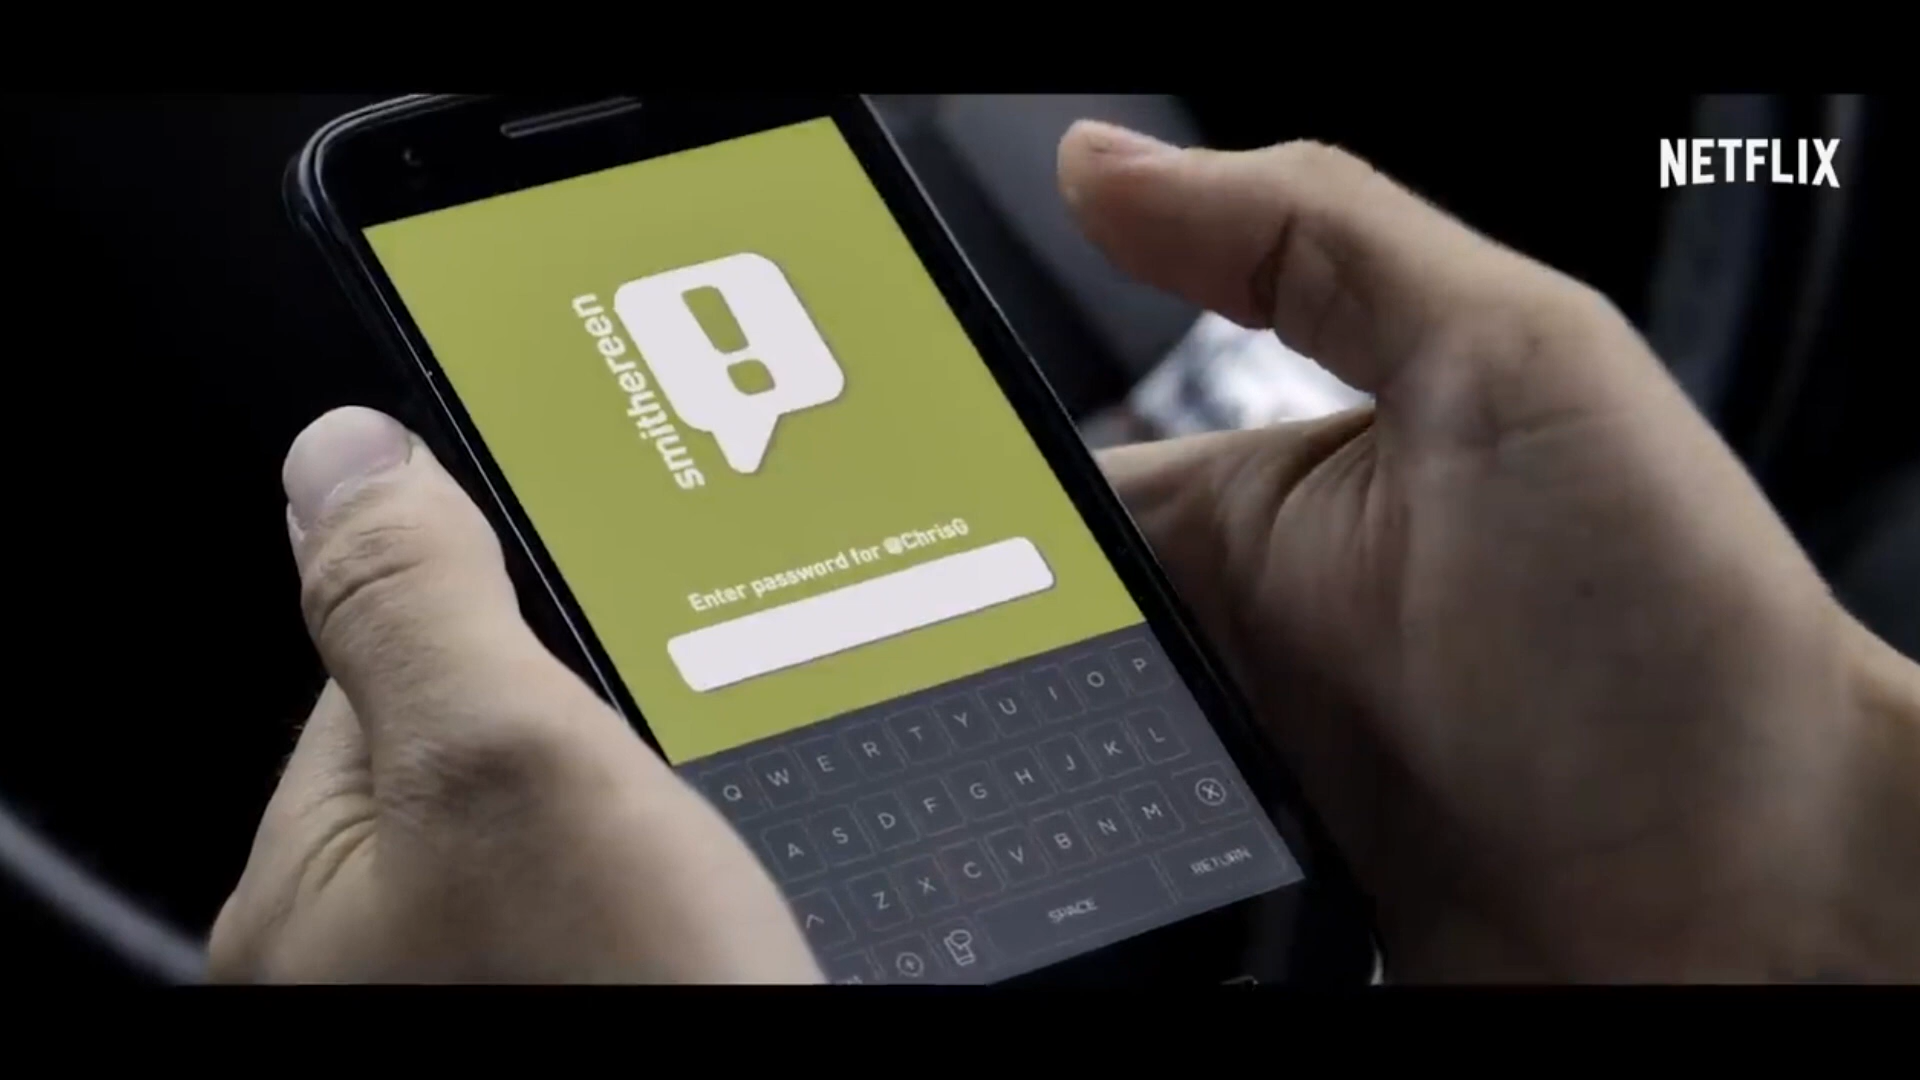 NETFLIX
smithereen
Enter password for @ChrisG
Q W E R T Y U I O P
A S D F G H J K L
Z X C V B N M
SPACE RETURN